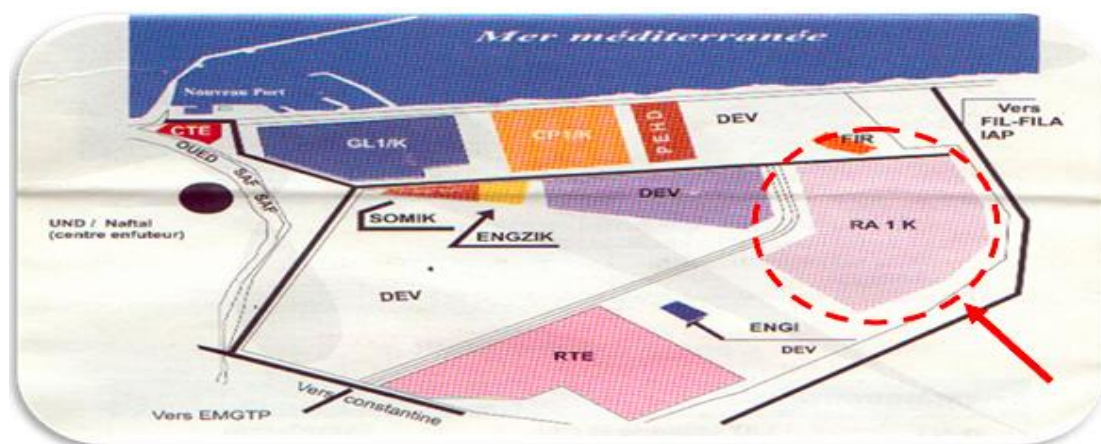 Mer méditerranée
Nouveau Port
CTE
GL1/K
CP1/K
PEHD
DEV
FIR
Vers
FIL-FILA
IAP
OUED SAF SAF
UND / Naftal
(centre enfuteur)
SOMIK
ENGZIK
DEV
RA 1 K
DEV
ENGI
DEV
RTE
Vers constantine
Vers EMGTP